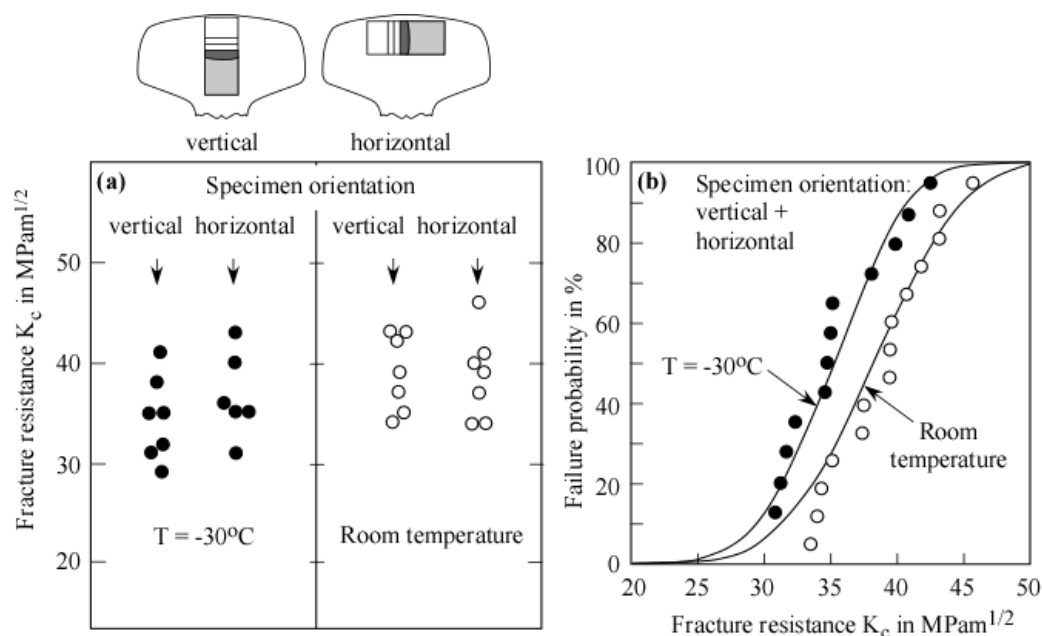 vertical
horizontal
(a)
Specimen orientation
vertical horizontal
vertical horizontal
Fracture resistance K_c in MPam^1/2
50
40
30
20
T = -30ºC
Room temperature
(b)
Specimen orientation:
vertical +
horizontal
Failure probability in %
100
80
60
40
20
0
T = -30ºC
Room
temperature
20 25 30 35 40 45 50
Fracture resistance K_c in MPam^1/2